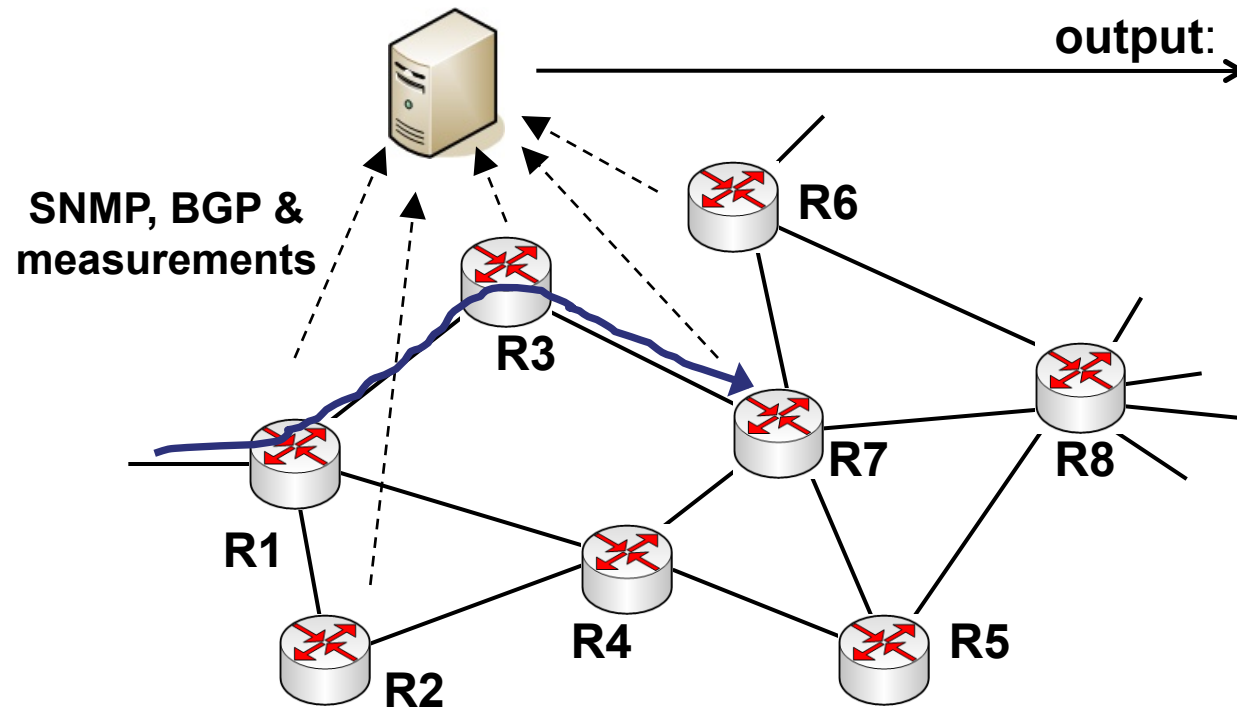 output:
SNMP, BGP &
measurements
R6
R3
R7
R8
R1
R4
R5
R2